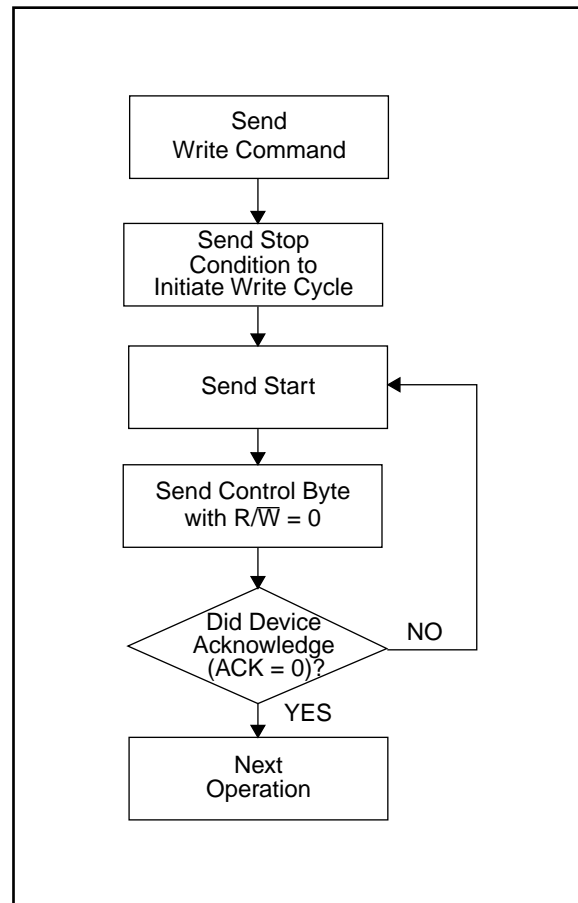 Send
Write Command
Send Stop
Condition to
Initiate Write Cycle
Send Start
Send Control Byte
with R/W̅ = 0
Did Device
Acknowledge
(ACK = 0)?
NO
YES
Next
Operation